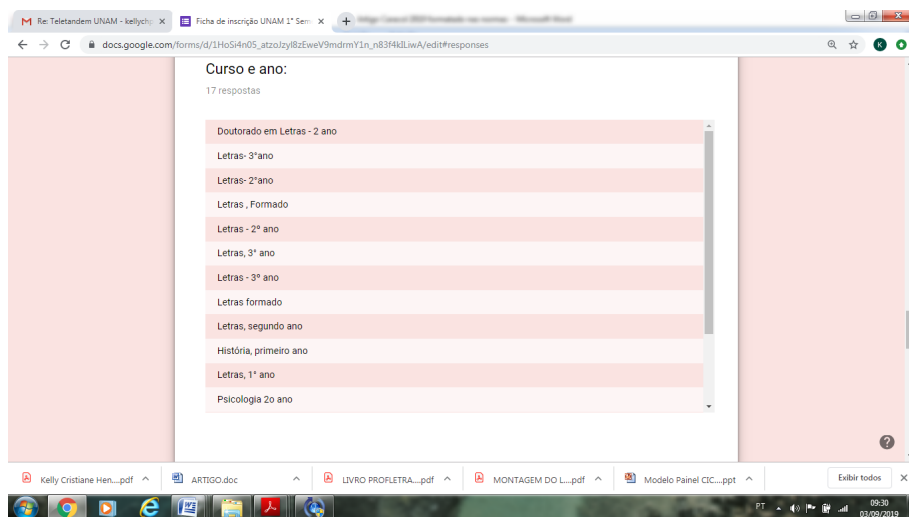 Re: Teletandem UNAM - kellychp
Ficha de inscrição UNAM 1° Sem
docs.google.com/forms/d/1HoSi4n05_atzoJzyl8zEweV9mdrmY1n_n83f4kILiwA/edit#responses
K
Curso e ano:
17 respostas
Doutorado em Letras - 2 ano
Letras- 3°ano
Letras- 2°ano
Letras , Formado
Letras - 2º ano
Letras, 3° ano
Letras - 3º ano
Letras formado
Letras, segundo ano
História, primeiro ano
Letras, 1° ano
Psicologia 2o ano
Kelly Cristiane Hen....pdf
ARTIGO.doc
LIVRO PROFLETRA....pdf
MONTAGEM DO L....pdf
Modelo Painel CIC....ppt
Exibir todos
PT
09:30
03/09/2019